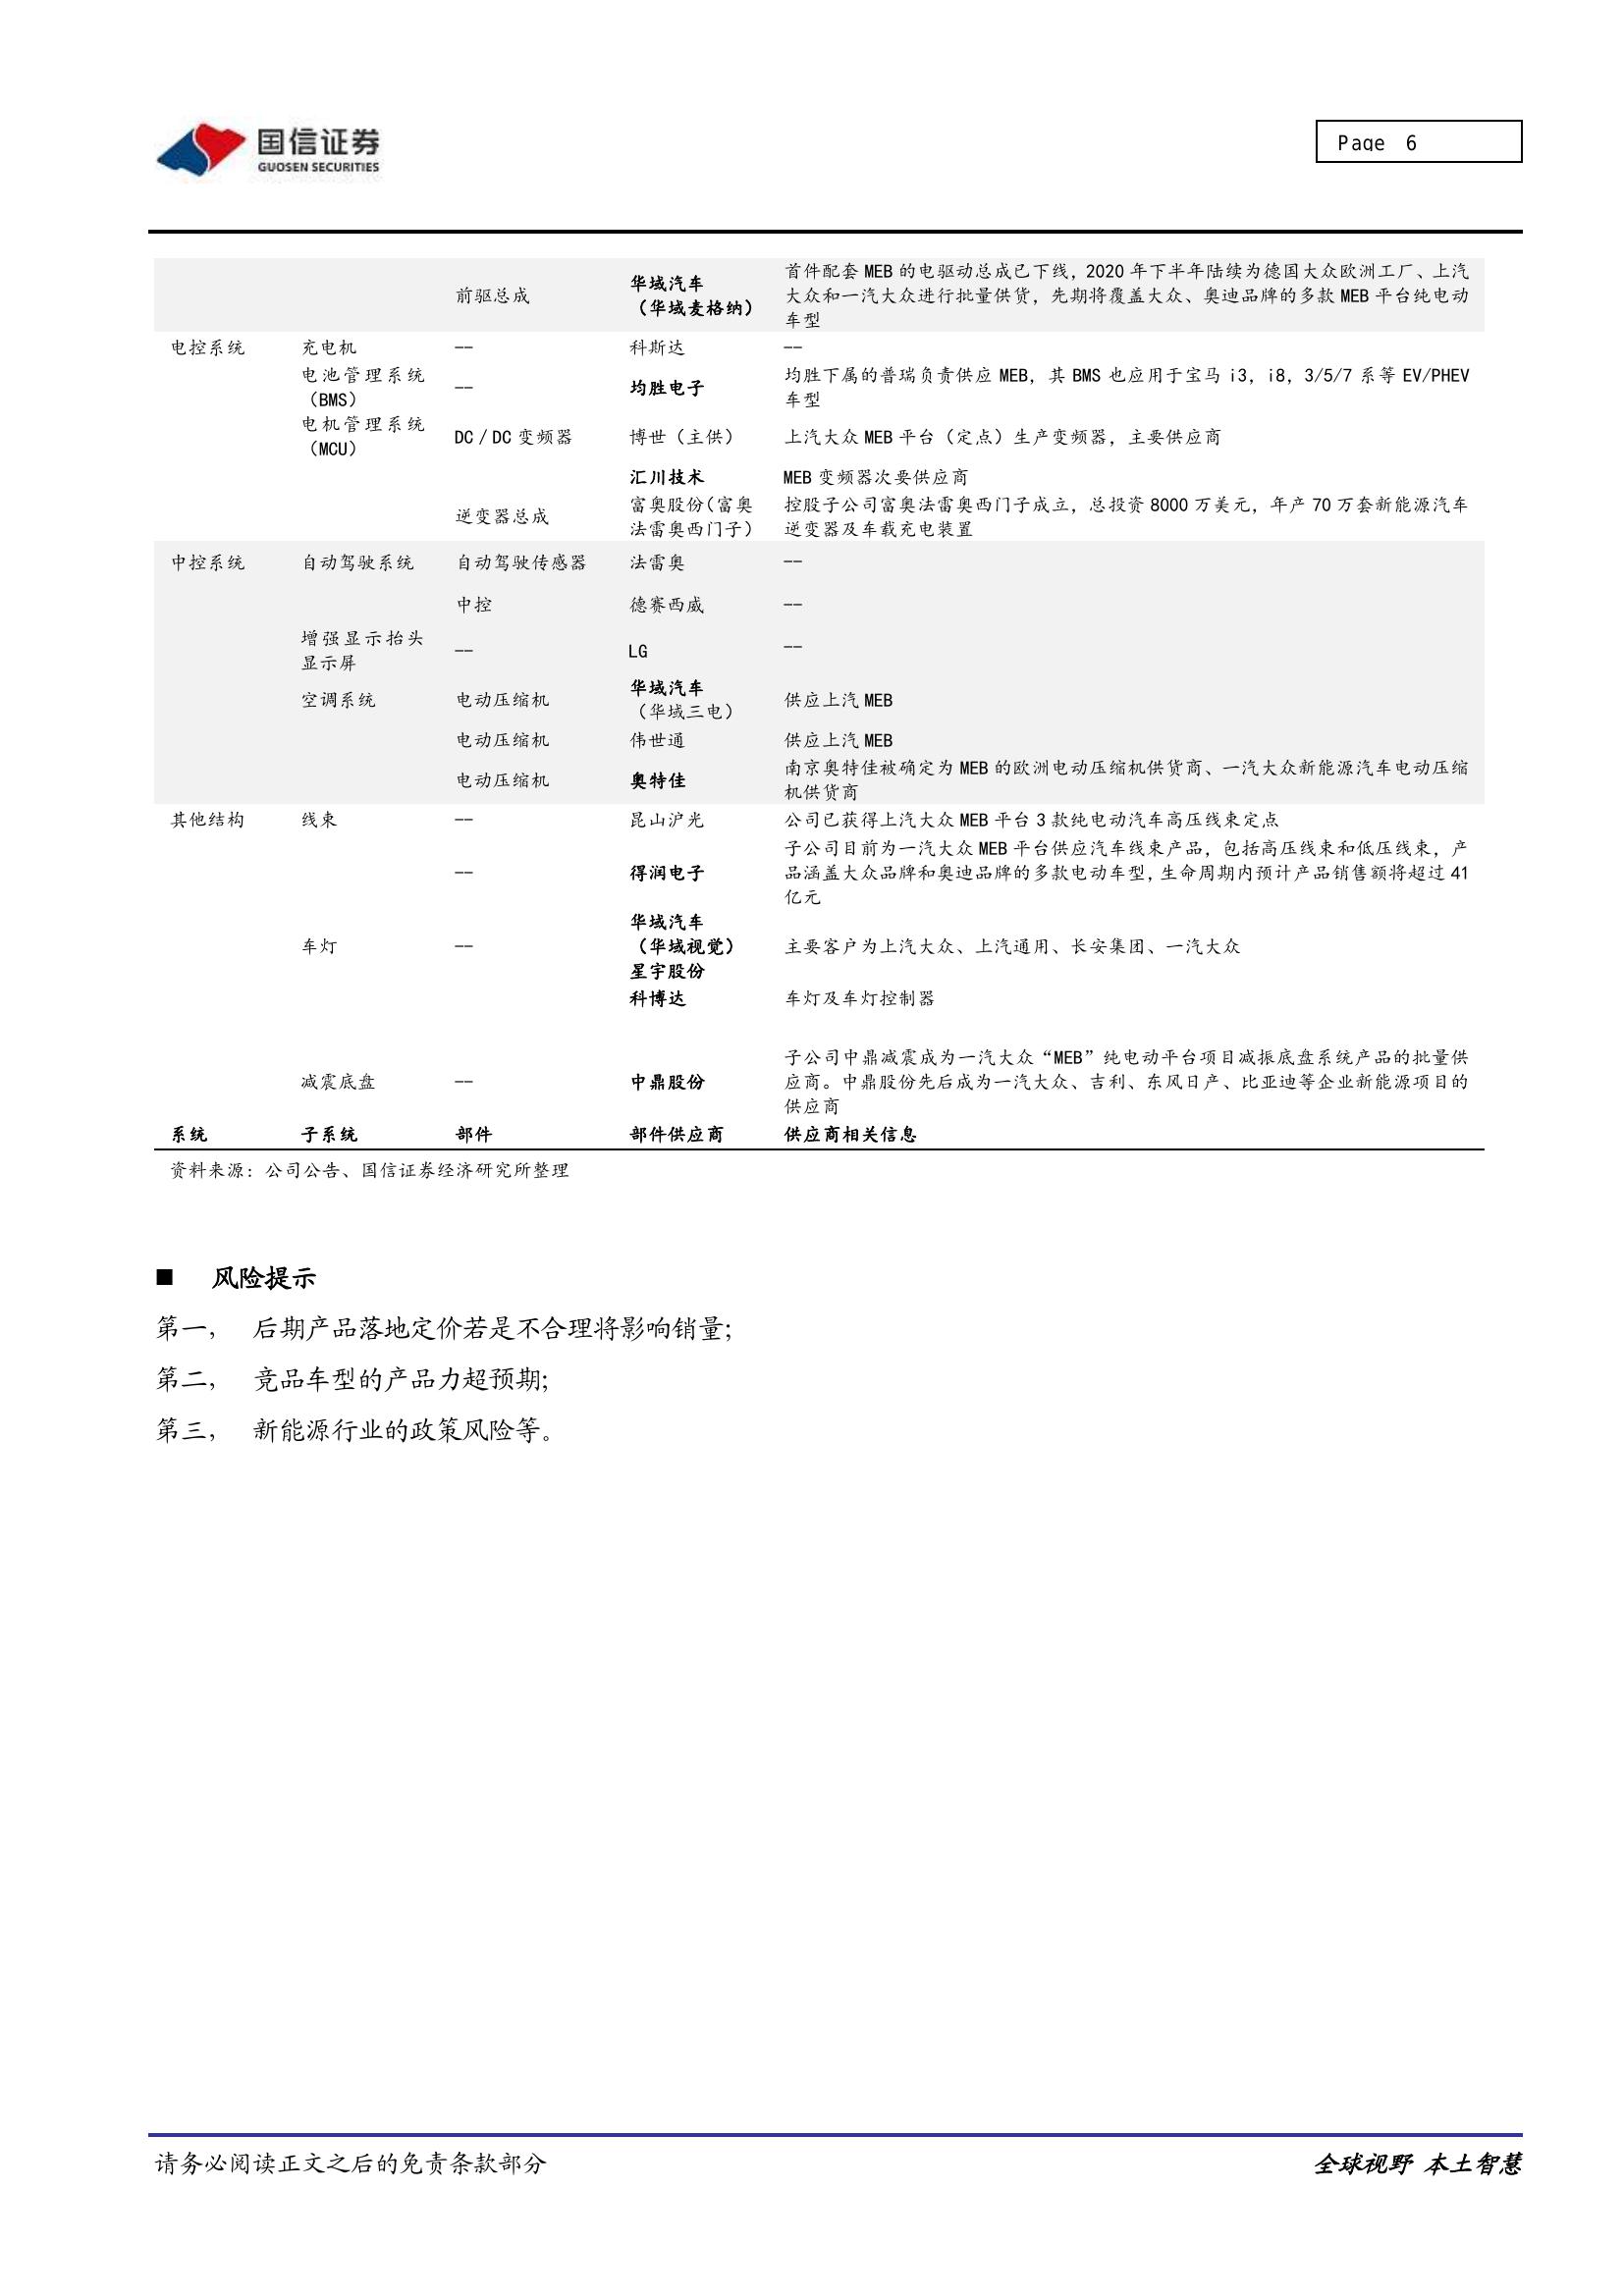 国信证券
GUOSEN SECURITIES
Page 6
前驱总成 华域汽车（华域麦格纳） 首件配套 MEB 的电驱动总成已下线，2020 年下半年陆续为德国大众欧洲工厂、上汽
大众和一汽大众进行批量供货，先期将覆盖大众、奥迪品牌的多款 MEB 平台纯电动
车型
电控系统 充电机 —— 科斯达 ——
电池管理系统（BMS） —— 均胜电子 均胜下属的普瑞负责供应 MEB，其 BMS 也应用于宝马 i3，i8，3/5/7 系等 EV/PHEV
车型
电机管理系统（MCU） DC／DC 变频器 博世（主供） 上汽大众 MEB 平台（定点）生产变频器，主要供应商
汇川技术 MEB 变频器次要供应商
逆变器总成 富奥股份（富奥法雷奥西门子） 控股子公司富奥法雷奥西门子成立，总投资 8000 万美元，年产 70 万套新能源汽车
逆变器及车载充电装置
中控系统 自动驾驶系统 自动驾驶传感器 法雷奥 ——
中控 德赛西威 ——
增强显示抬头显示屏 —— LG ——
空调系统 电动压缩机 华域汽车（华域三电） 供应上汽 MEB
电动压缩机 伟世通 供应上汽 MEB
电动压缩机 奥特佳 南京奥特佳被确定为 MEB 的欧洲电动压缩机供货商、一汽大众新能源汽车电动压缩
机供货商
其他结构 线束 —— 昆山沪光 公司已获得上汽大众 MEB 平台 3 款纯电动汽车高压线束定点
—— 得润电子 子公司目前为一汽大众 MEB 平台供应汽车线束产品，包括高压线束和低压线束，产
品涵盖大众品牌和奥迪品牌的多款电动车型，生命周期内预计产品销售额将超过 41
亿元
车灯 —— 华域汽车（华域视觉） 星宇股份 主要客户为上汽大众、上汽通用、长安集团、一汽大众
科博达 车灯及车灯控制器
减震底盘 —— 中鼎股份 子公司中鼎减震成为一汽大众“MEB”纯电动平台项目减振底盘系统产品的批量供
应商。中鼎股份先后成为一汽大众、吉利、东风日产、比亚迪等企业新能源项目的
供应商
系统 子系统 部件 部件供应商 供应商相关信息
资料来源：公司公告、国信证券经济研究所整理
■ 风险提示
第一， 后期产品落地定价若是不合理将影响销量；
第二， 竞品车型的产品力超预期；
第三， 新能源行业的政策风险等。
请务必阅读正文之后的免责条款部分 全球视野 本土智慧